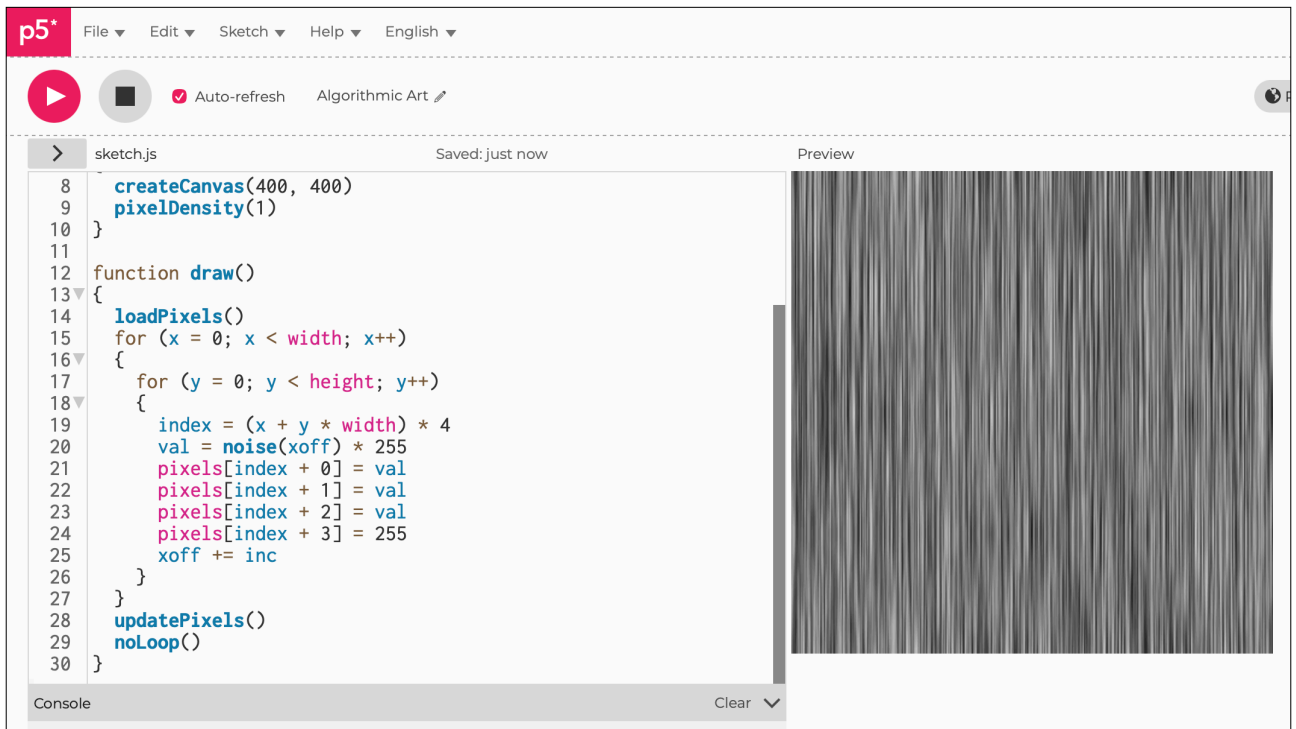 p5* File Edit Sketch Help English
Auto-refresh Algorithmic Art
sketch.js Saved: just now Preview
8 createCanvas(400, 400)
9 pixelDensity(1)
10 }
11
12 function draw()
13 {
14 loadPixels()
15 for (x = 0; x < width; x++)
16 {
17 for (y = 0; y < height; y++)
18 {
19 index = (x + y * width) * 4
20 val = noise(xoff) * 255
21 pixels[index + 0] = val
22 pixels[index + 1] = val
23 pixels[index + 2] = val
24 pixels[index + 3] = 255
25 xoff += inc
26 }
27 }
28 updatePixels()
29 noLoop()
30 }
Console Clear